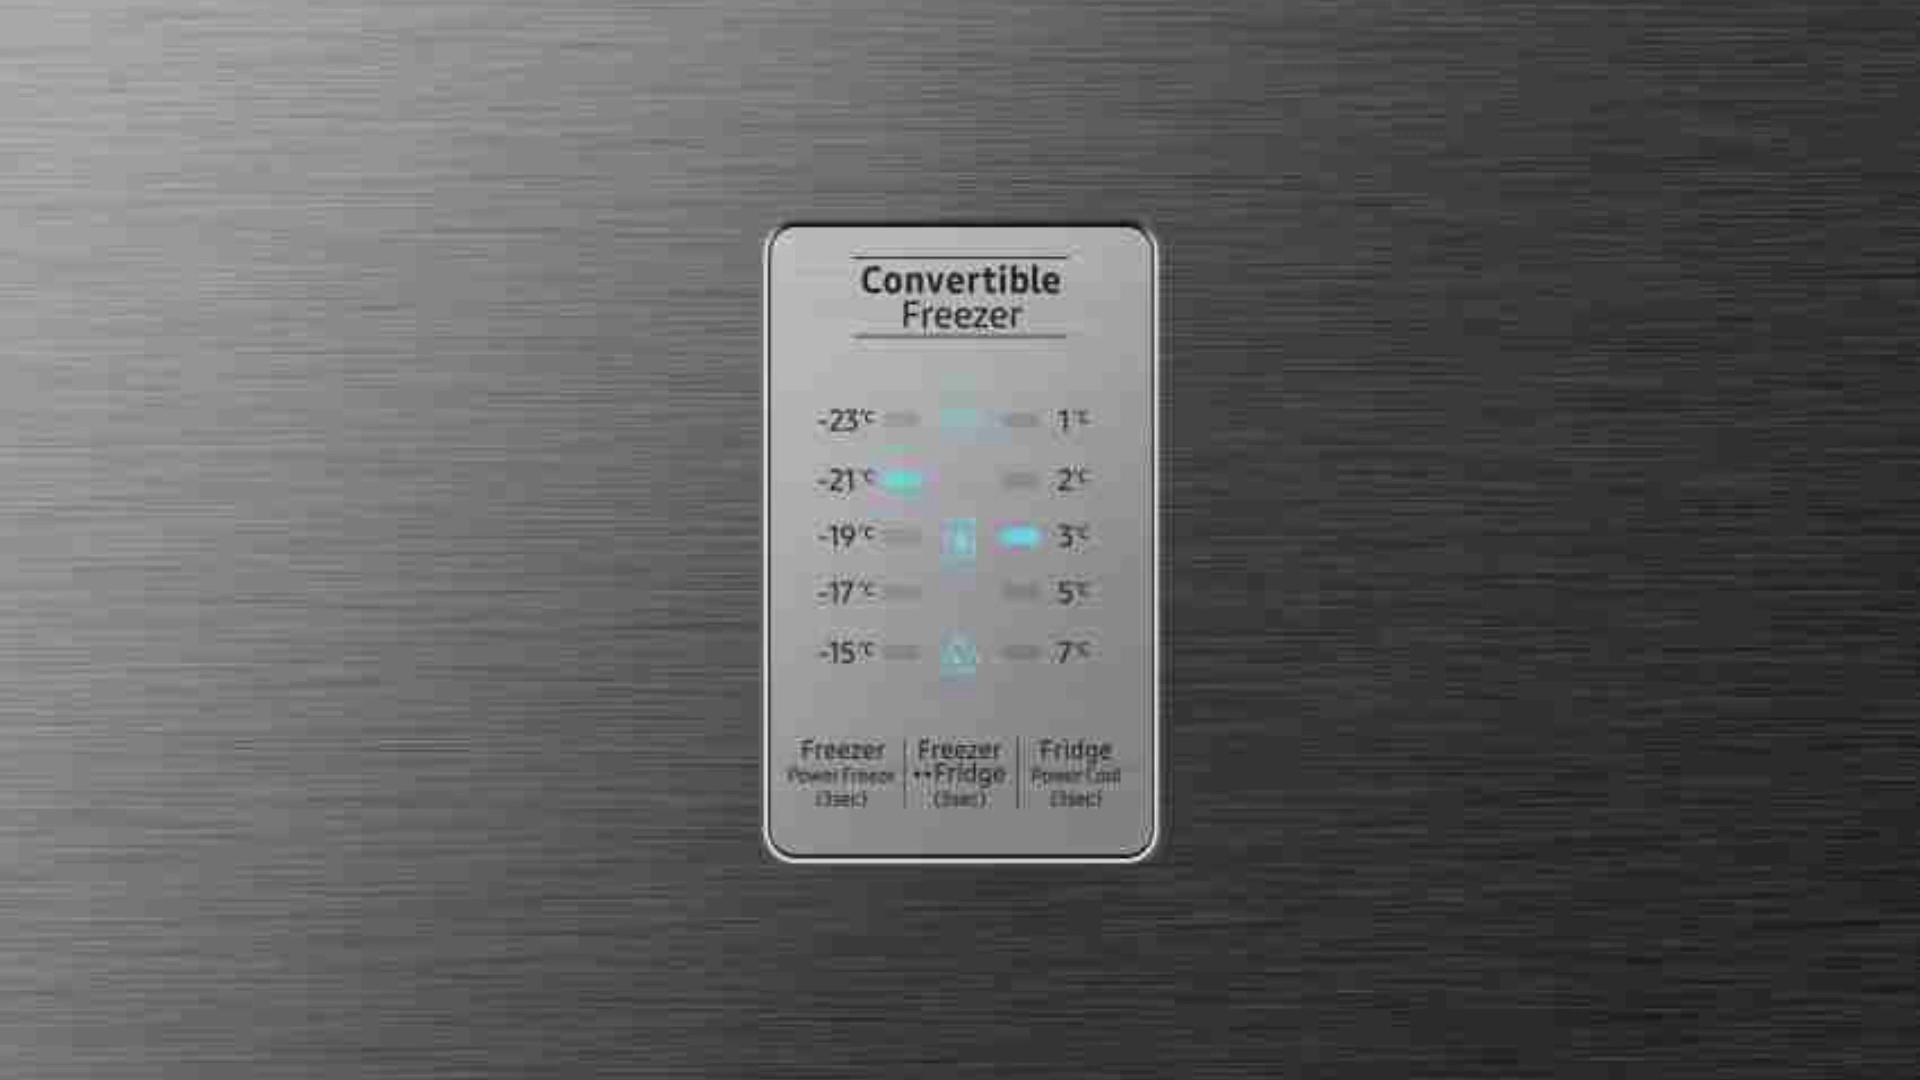 Convertible
Freezer
-23°C 1°C
-21°C 2°C
-19°C 3°C
-17°C 5°C
-15°C 7°C
Freezer Freezer Fridge
Power Freeze ↔Fridge Power Cool
(3sec) (3sec) (3sec)